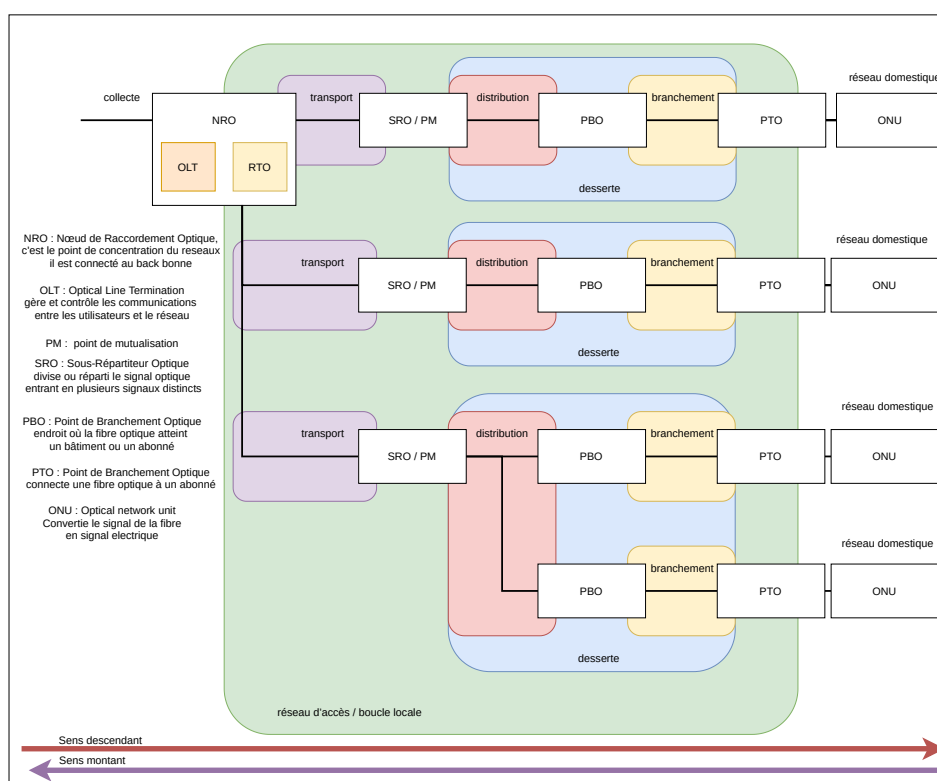 réseau domestique
collecte
transport
distribution
branchement
NRO
SRO / PM
PBO
PTO
ONU
OLT
RTO
desserte
NRO : Nœud de Raccordement Optique,
c'est le point de concentration du reseaux
il est connecté au back bonne
OLT : Optical Line Termination
gère et contrôle les communications
entre les utilisateurs et le réseau
PM : point de mutualisation
SRO : Sous-Répartiteur Optique
divise ou réparti le signal optique
entrant en plusieurs signaux distincts
PBO : Point de Branchement Optique
endroit où la fibre optique atteint
un bâtiment ou un abonné
PTO : Point de Branchement Optique
connecte une fibre optique à un abonné
ONU : Optical network unit
Convertie le signal de la fibre
en signal electrique
réseau domestique
transport
distribution
branchement
SRO / PM
PBO
PTO
ONU
desserte
réseau domestique
transport
distribution
branchement
SRO / PM
PBO
PTO
ONU
réseau domestique
branchement
PBO
PTO
ONU
desserte
réseau d'accès / boucle locale
Sens descendant
Sens montant